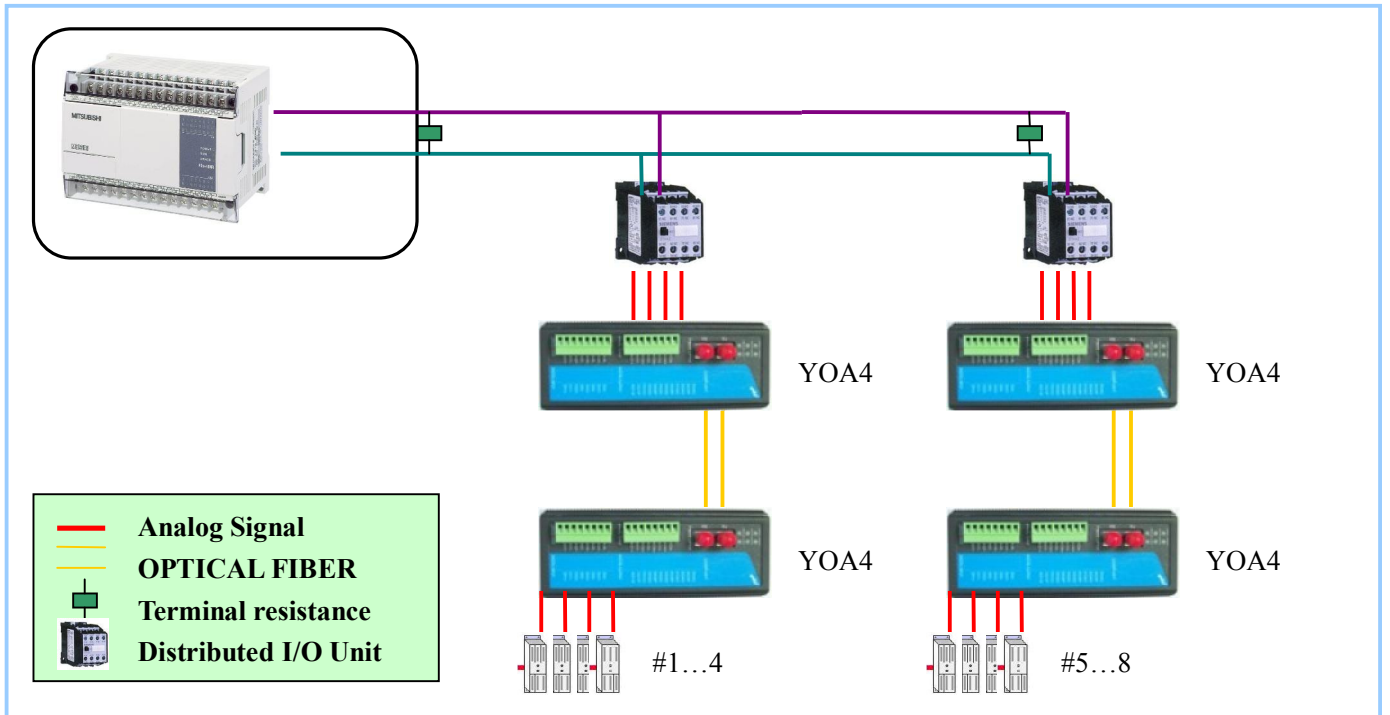 MITSUBISHI
YOA4
YOA4
YOA4
YOA4
Analog Signal
OPTICAL FIBER
Terminal resistance
Distributed I/O Unit
#1…4
#5…8